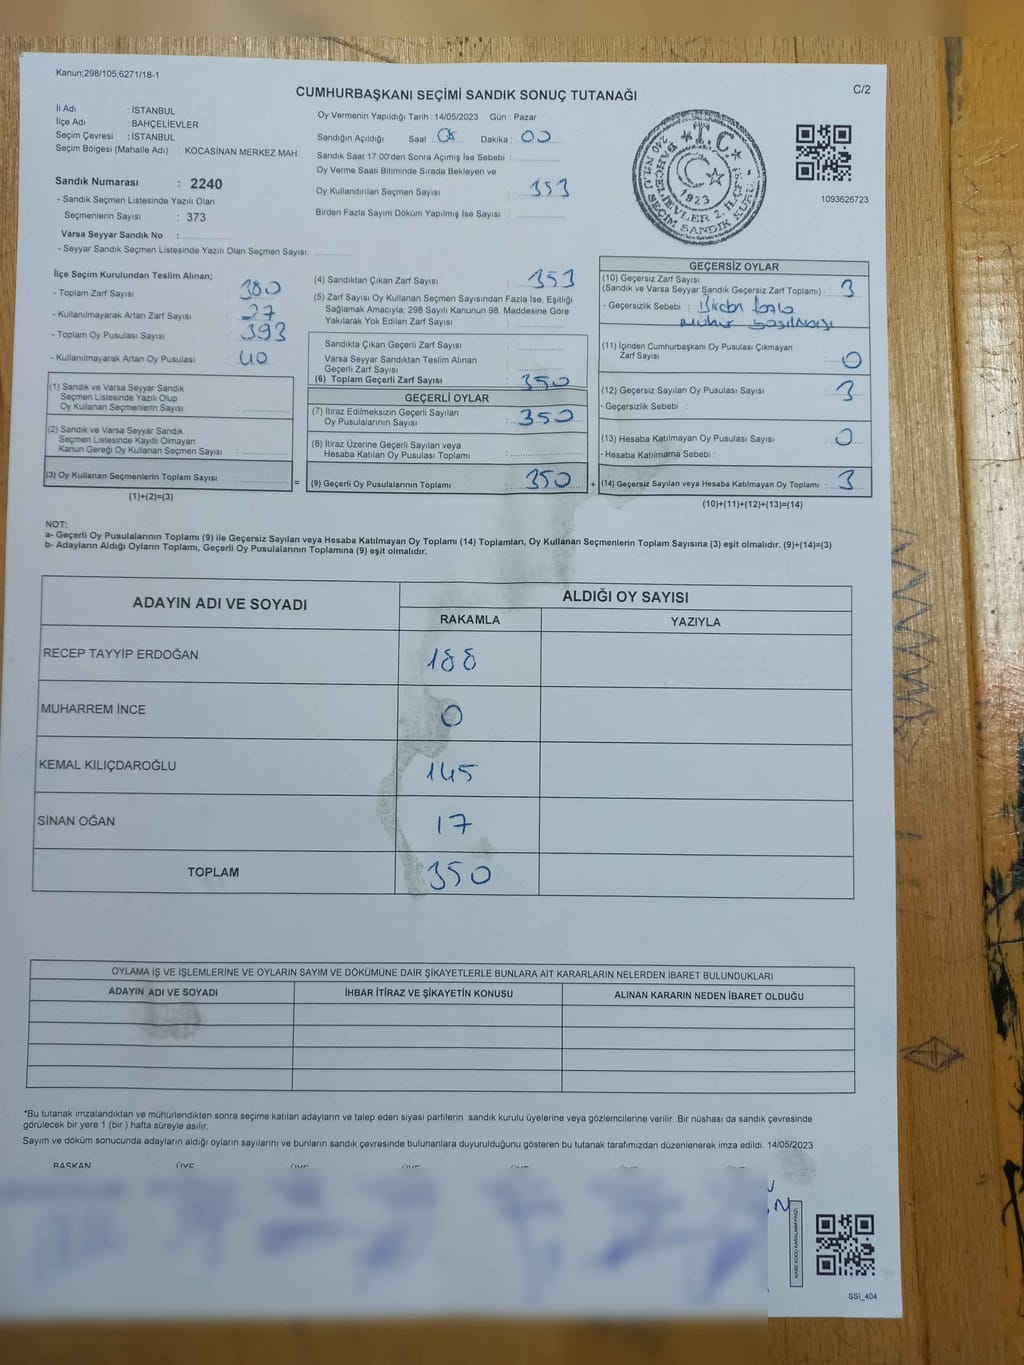 Kanun;298/105;6271/18-1
C/2
CUMHURBAŞKANI SEÇİMİ SANDIK SONUÇ TUTANAĞI
İl Adı : İSTANBUL
İlçe Adı : BAHÇELİEVLER
Seçim Çevresi : İSTANBUL
Seçim Bölgesi (Mahalle Adı) : KOCASİNAN MERKEZ MAH.
Sandık Numarası : 2240
- Sandık Seçmen Listesinde Yazılı Olan
Seçmenlerin Sayısı : 373
Varsa Seyyar Sandık No :
- Seyyar Sandık Seçmen Listesinde Yazılı Olan Seçmen Sayısı:
Oy Vermenin Yapıldığı Tarih : 14/05/2023 Gün : Pazar
Sandığın Açıldığı Saat : 08 Dakika : 00
Sandık Saat 17:00'den Sonra Açımış İse Sebebi :
Oy Verme Saati Bitiminde Sırada Bekleyen ve
Oy Kullandırılan Seçmen Sayısı : 353
Birden Fazla Sayım Döküm Yapılmış İse Sayısı :
T.C.
1923
BAHÇELİEVLER 2. İLÇE
SEÇİM SANDIK KURULU
1093626723
İlçe Seçim Kurulundan Teslim Alınan;
- Toplam Zarf Sayısı : 380
- Kullanılmayarak Artan Zarf Sayısı : 27
- Toplam Oy Pusulası Sayısı : 393
- Kullanılmayarak Artan Oy Pusulası : 40
(1) Sandık ve Varsa Seyyar Sandık
Seçmen Listesinde Yazılı Olup
Oy Kullanan Seçmenlerin Sayısı :
(2) Sandık ve Varsa Seyyar Sandık
Seçmen Listesinde Kayıtlı Olmayan
Kanun Gereği Oy Kullanan Seçmen Sayısı :
(3) Oy Kullanan Seçmenlerin Toplam Sayısı : =
(1)+(2)=(3)
(4) Sandıktan Çıkan Zarf Sayısı : 353
(5) Zarf Sayısı Oy Kullanan Seçmen Sayısından Fazla İse, Eşitliği
Sağlamak Amacıyla; 298 Sayılı Kanunun 98. Maddesine Göre
Yakılarak Yok Edilen Zarf Sayısı :
Sandıkla Çıkan Geçerli Zarf Sayısı :
Varsa Seyyar Sandıktan Teslim Alınan
Geçerli Zarf Sayısı :
(6) Toplam Geçerli Zarf Sayısı : 350
GEÇERLİ OYLAR
(7) İtiraz Edilmeksizin Geçerli Sayılan
Oy Pusulalarının Sayısı : 350
(8) İtiraz Üzerine Geçerli Sayılan veya
Hesaba Katılan Oy Pusulası Toplamı :
(9) Geçerli Oy Pusulalarının Toplamı : 350 +
GEÇERSİZ OYLAR
(10) Geçersiz Zarf Sayısı
(Sandık ve Varsa Seyyar Sandık Geçersiz Zarf Toplamı) : 3
- Geçersizlik Sebebi : Birden fazla
mühür basılması
(11) İçinden Cumhurbaşkanı Oy Pusulası Çıkmayan
Zarf Sayısı : 0
(12) Geçersiz Sayılan Oy Pusulası Sayısı : 3
- Geçersizlik Sebebi :
(13) Hesaba Katılmayan Oy Pusulası Sayısı : 0
- Hesaba Katılmama Sebebi :
(14) Geçersiz Sayılan veya Hesaba Katılmayan Oy Toplamı : 3
(10)+(11)+(12)+(13)=(14)
NOT:
a- Geçerli Oy Pusulalarının Toplamı (9) ile Geçersiz Sayılan veya Hesaba Katılmayan Oy Toplamı (14) Toplamları, Oy Kullanan Seçmenlerin Toplam Sayısına (3) eşit olmalıdır. (9)+(14)=(3)
b- Adayların Aldığı Oyların Toplamı, Geçerli Oy Pusulalarının Toplamına (9) eşit olmalıdır.
ADAYIN ADI VE SOYADI
ALDIĞI OY SAYISI
RAKAMLA
YAZIYLA
RECEP TAYYİP ERDOĞAN 188
MUHARREM İNCE 0
KEMAL KILIÇDAROĞLU 145
SİNAN OĞAN 17
TOPLAM 350
OYLAMA İŞ VE İŞLEMLERİNE VE OYLARIN SAYIM VE DÖKÜMÜNE DAİR ŞİKAYETLERLE BUNLARA AİT KARARLARIN NELERDEN İBARET BULUNDUKLARI
ADAYIN ADI VE SOYADI
İHBAR İTİRAZ VE ŞİKAYETİN KONUSU
ALINAN KARARIN NEDEN İBARET OLDUĞU
*Bu tutanak imzalandıktan ve mühürlendikten sonra seçime katılan adayların ve talep eden siyasi partilerin sandık kurulu üyelerine veya gözlemcilerine verilir .Bir nüshası da sandık çevresinde
görülecek bir yere 1 (bir ) hafta süreyle asılır.
Sayım ve döküm sonucunda adayların aldığı oyların sayılarını ve bunların sandık çevresinde bulunanlara duyurulduğunu gösteren bu tutanak tarafımızdan düzenlenerek imza edildi. 14/05/2023
BAŞKAN ÜYE ÜYE ÜYE ÜYE ÜYE ÜYE
KARE KODU KARALAMAYINIZ!
SSI_404